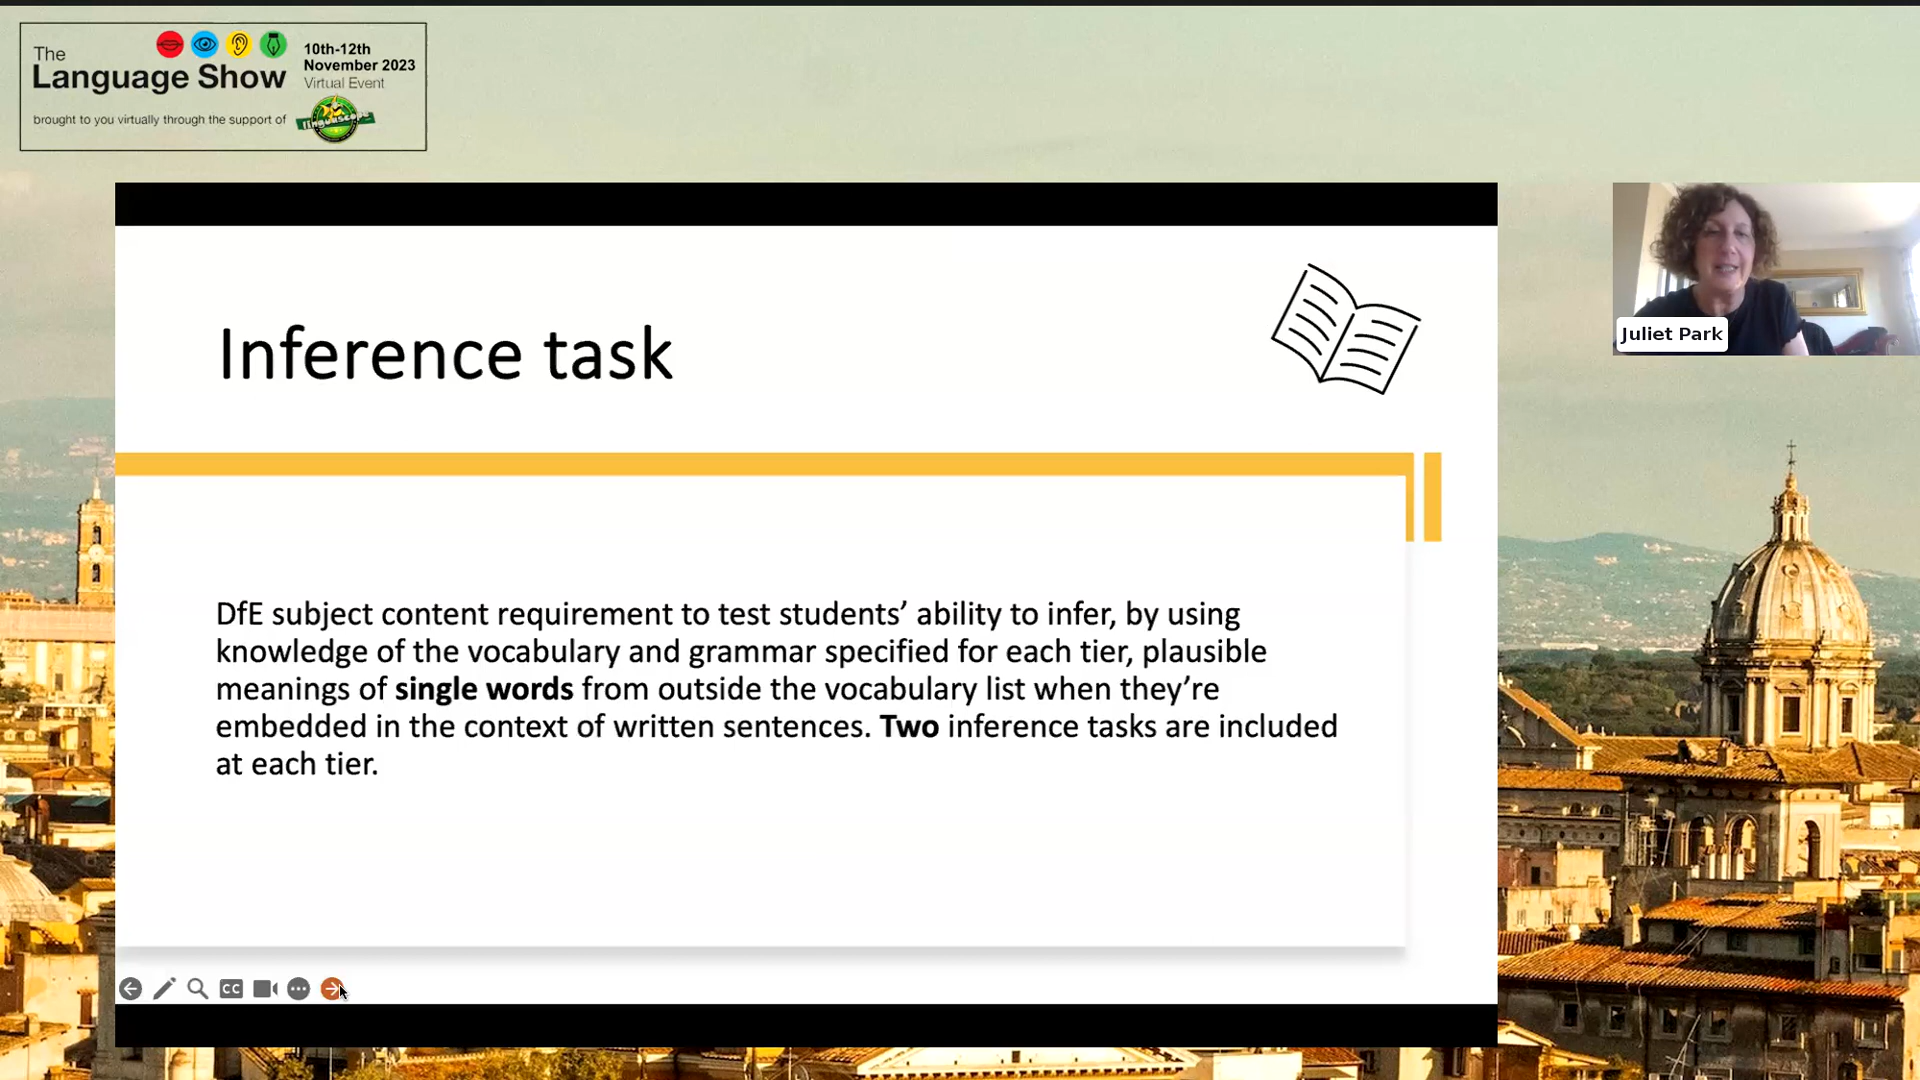 The
Language Show
10th-12th
November 2023
Virtual Event
brought to you virtually through the support of
linguascope
Juliet Park
Inference task
DfE subject content requirement to test students’ ability to infer, by using
knowledge of the vocabulary and grammar specified for each tier, plausible
meanings of single words from outside the vocabulary list when they’re
embedded in the context of written sentences. Two inference tasks are included
at each tier.
CC